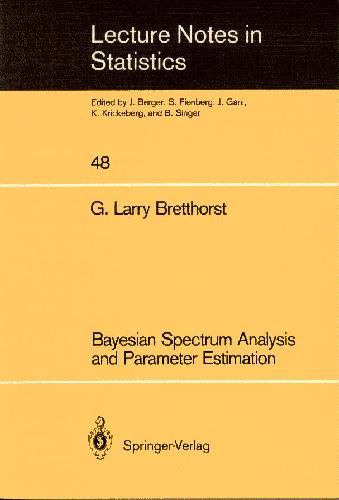 Lecture Notes in
Statistics
Edited by J. Berger, S. Fienberg, J. Gani,
K. Krickeberg, and B. Singer
48
G. Larry Bretthorst
Bayesian Spectrum Analysis
and Parameter Estimation
Springer-Verlag